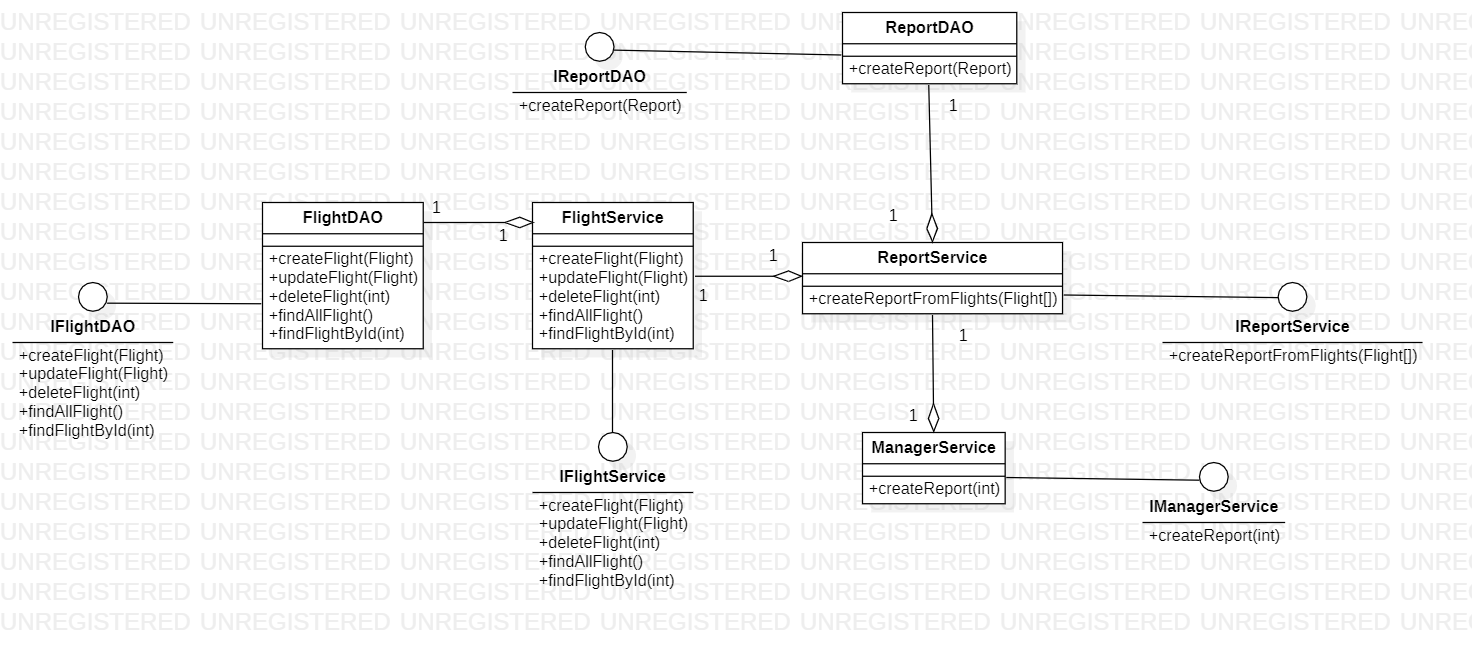 ReportDAO
+createReport(Report)
IReportDAO
+createReport(Report)
1
1
FlightDAO
+createFlight(Flight)
+updateFlight(Flight)
+deleteFlight(int)
+findAllFlight()
+findFlightById(int)
1
1
FlightService
+createFlight(Flight)
+updateFlight(Flight)
+deleteFlight(int)
+findAllFlight()
+findFlightById(int)
1
1
ReportService
+createReportFromFlights(Flight[])
IFlightDAO
+createFlight(Flight)
+updateFlight(Flight)
+deleteFlight(int)
+findAllFlight()
+findFlightById(int)
IReportService
+createReportFromFlights(Flight[])
1
1
ManagerService
+createReport(int)
IFlightService
+createFlight(Flight)
+updateFlight(Flight)
+deleteFlight(int)
+findAllFlight()
+findFlightById(int)
IManagerService
+createReport(int)
UNREGISTERED UNREGISTERED UNREGISTERED UNREGISTERED UNREGISTERED UNREGISTERED UNREGISTERED